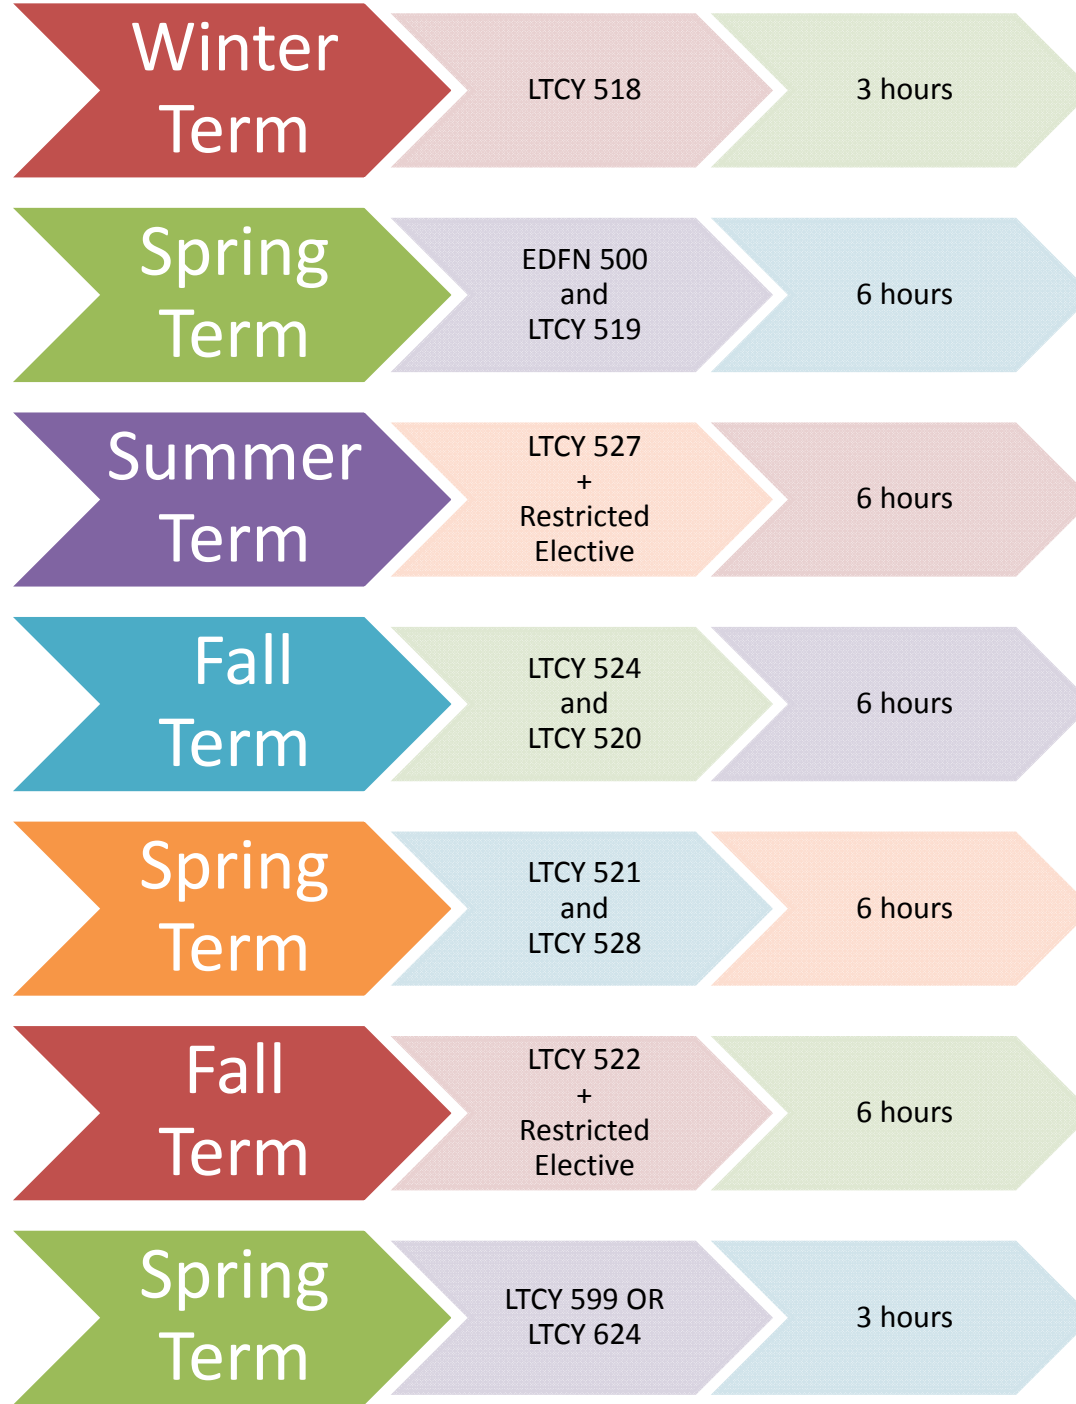 Winter
Term
LTCY 518
3 hours
Spring
Term
EDFN 500
and
LTCY 519
6 hours
Summer
Term
LTCY 527
+
Restricted
Elective
6 hours
Fall
Term
LTCY 524
and
LTCY 520
6 hours
Spring
Term
LTCY 521
and
LTCY 528
6 hours
Fall
Term
LTCY 522
+
Restricted
Elective
6 hours
Spring
Term
LTCY 599 OR
LTCY 624
3 hours